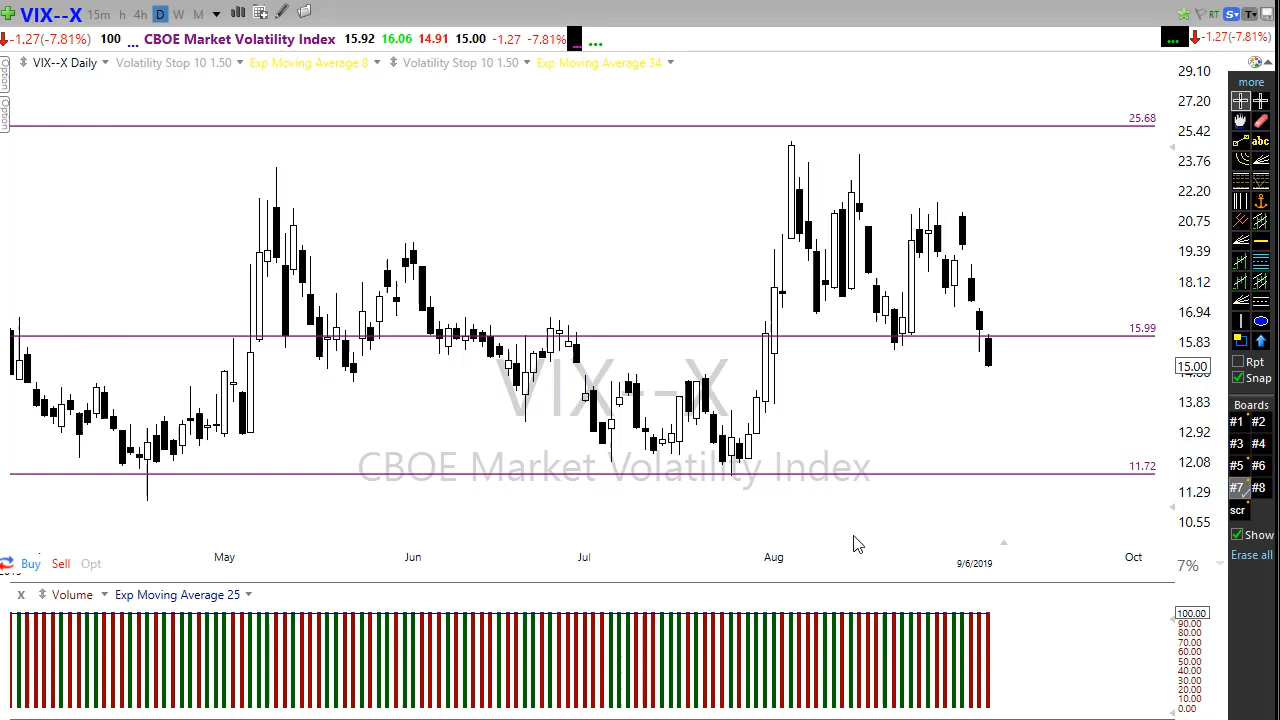 VIX--X 15m h 4h D W M RT S T
-1.27(-7.81%) 100 ... CBOE Market Volatility Index 15.92 16.06 14.91 15.00 -1.27 -7.81% ... ... ... -1.27(-7.81%)
VIX--X Daily Volatility Stop 10 1.50 Exp Moving Average 8 Volatility Stop 10 1.50 Exp Moving Average 34
Option
Option
29.10
27.20
25.68
25.42
23.76
22.20
20.75
19.39
18.12
16.94
15.99
15.83
15.00
13.83
12.92
12.08
11.72
11.29
10.55
VIX--X
CBOE Market Volatility Index
May Jun Jul Aug 9/6/2019 Oct
Buy Sell Opt
7%
X Volume Exp Moving Average 25
100.00
90.00
80.00
70.00
60.00
50.00
40.00
30.00
20.00
10.00
0.00
more
abc
Rpt
Snap
Boards
#1 #2
#3 #4
#5 #6
#7 #8
scr
Show
Erase all